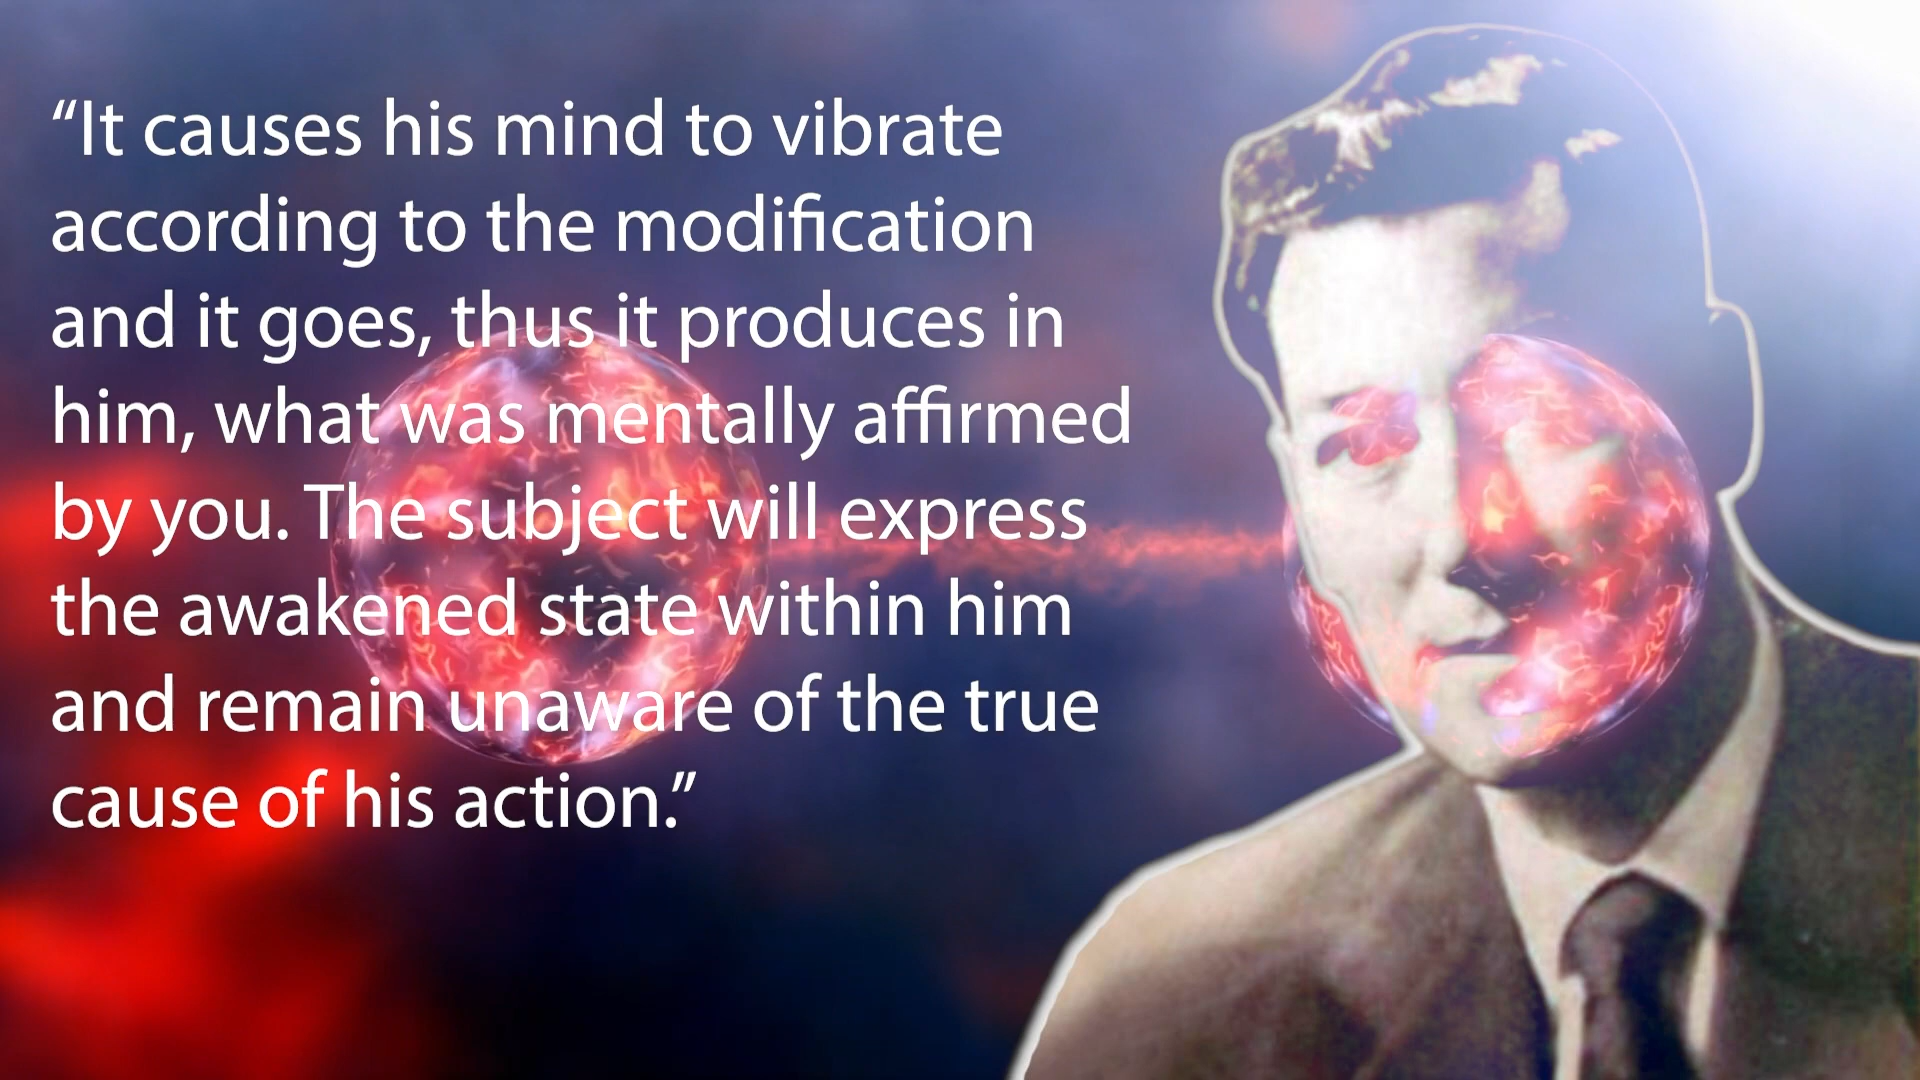 “It causes his mind to vibrate
according to the modification
and it goes, thus it produces in
him, what was mentally affirmed
by you. The subject will express
the awakened state within him
and remain unaware of the true
cause of his action.”